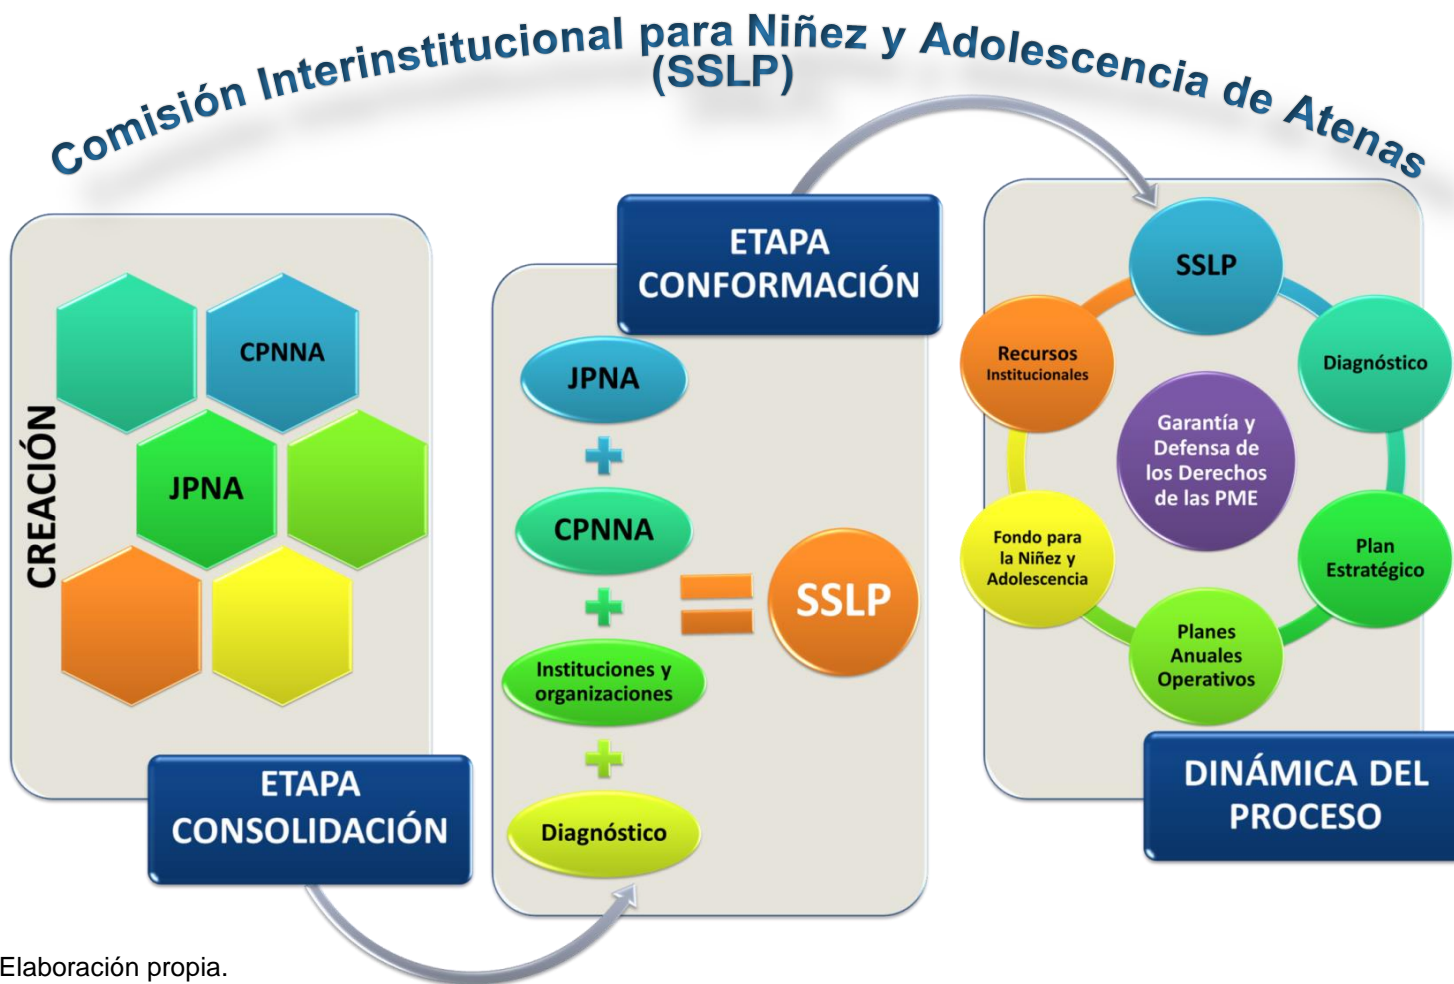 Comisión Interinstitucional para Niñez y Adolescencia de Atenas
(SSLP)
CREACIÓN
CPNNA
JPNA
ETAPA
CONSOLIDACIÓN
ETAPA
CONFORMACIÓN
JPNA
+
CPNNA
+
Instituciones y
organizaciones
+
Diagnóstico
=
SSLP
SSLP
Diagnóstico
Plan
Estratégico
Planes
Anuales
Operativos
Fondo para
la Niñez y
Adolescencia
Recursos
Institucionales
Garantía y
Defensa de
los Derechos
de las PME
DINÁMICA DEL
PROCESO
Elaboración propia.